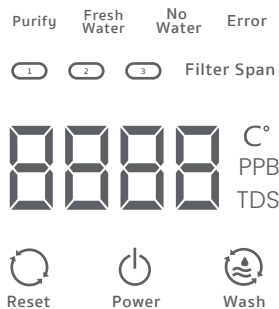 Purify Fresh Water No Water Error
1 2 3 Filter Span
8888
C°
PPB
TDS
Reset Power Wash